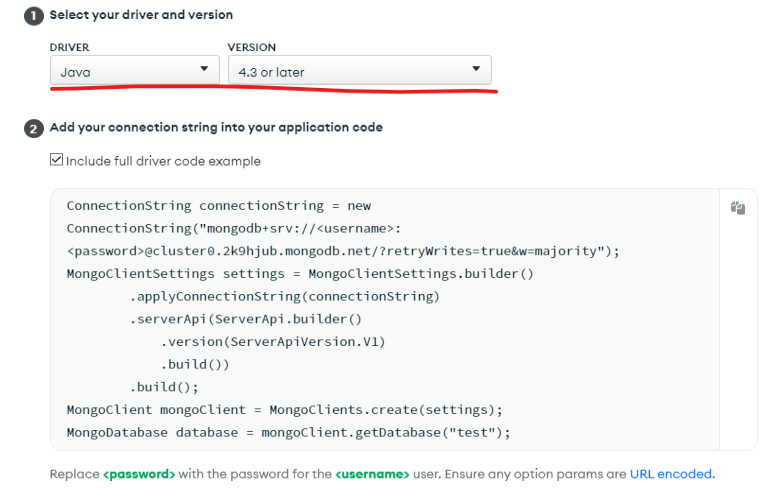 1 Select your driver and version
DRIVER VERSION
Java 4.3 or later
2 Add your connection string into your application code
Include full driver code example
ConnectionString connectionString = new
ConnectionString("mongodb+srv://<username>:
<password>@cluster0.2k9hjub.mongodb.net/?retryWrites=true&w=majority");
MongoClientSettings settings = MongoClientSettings.builder()
        .applyConnectionString(connectionString)
        .serverApi(ServerApi.builder()
            .version(ServerApiVersion.V1)
            .build())
        .build();
MongoClient mongoClient = MongoClients.create(settings);
MongoDatabase database = mongoClient.getDatabase("test");
Replace <password> with the password for the <username> user. Ensure any option params are URL encoded.